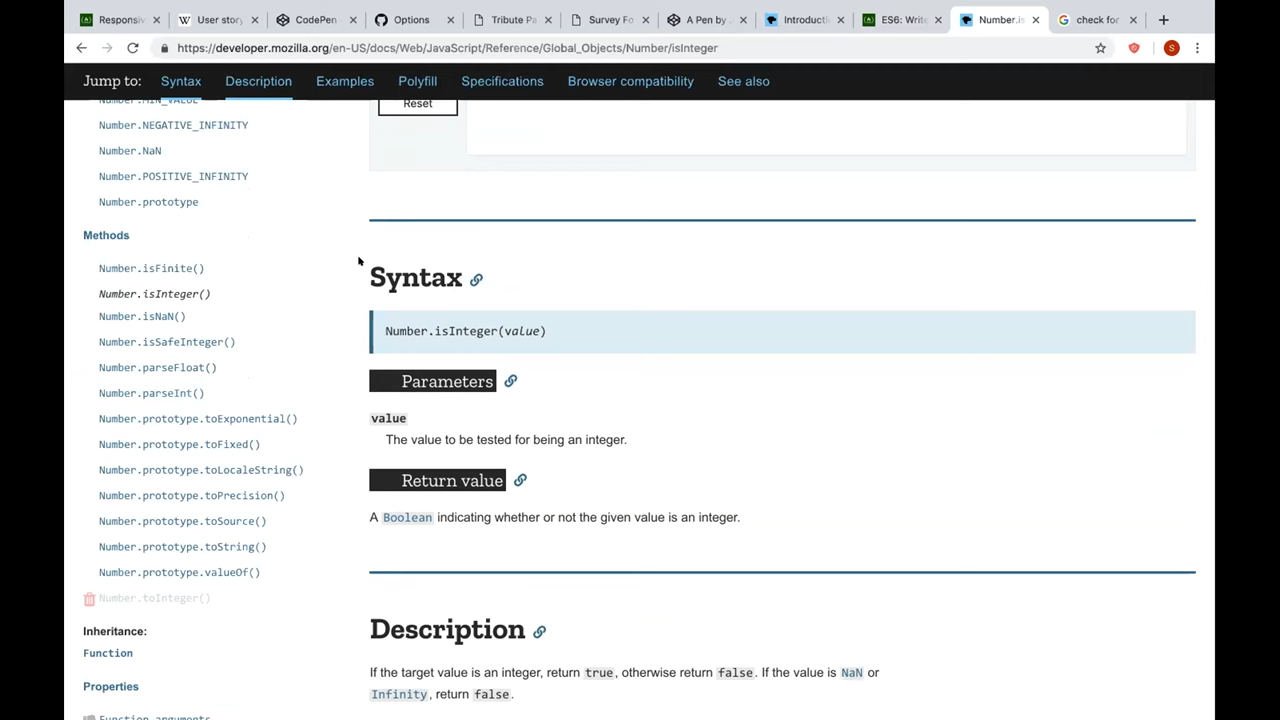 Responsiv
User story
CodePen
Options
Tribute Pa
Survey Fo
A Pen by
Introducti
ES6: Write
Number.is
check for
https://developer.mozilla.org/en-US/docs/Web/JavaScript/Reference/Global_Objects/Number/isInteger
S
Jump to: Syntax Description Examples Polyfill Specifications Browser compatibility See also
Number.MIN_VALUE
Number.NEGATIVE_INFINITY
Number.NaN
Number.POSITIVE_INFINITY
Number.prototype
Methods
Number.isFinite()
Number.isInteger()
Number.isNaN()
Number.isSafeInteger()
Number.parseFloat()
Number.parseInt()
Number.prototype.toExponential()
Number.prototype.toFixed()
Number.prototype.toLocaleString()
Number.prototype.toPrecision()
Number.prototype.toSource()
Number.prototype.toString()
Number.prototype.valueOf()
Number.toInteger()
Inheritance:
Function
Properties
Function.arguments
Reset
Syntax
Number.isInteger(value)
Parameters
value
The value to be tested for being an integer.
Return value
A Boolean indicating whether or not the given value is an integer.
Description
If the target value is an integer, return true, otherwise return false. If the value is NaN or
Infinity, return false.